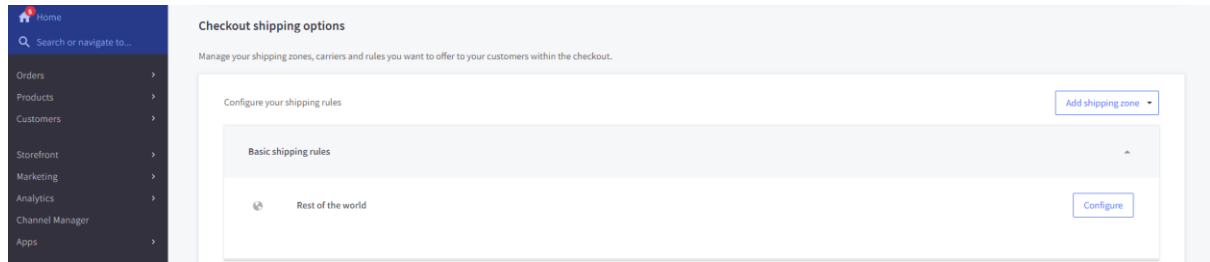 5
Home
Search or navigate to...
Orders
Products
Customers
Storefront
Marketing
Analytics
Channel Manager
Apps
Checkout shipping options
Manage your shipping zones, carriers and rules you want to offer to your customers within the checkout.
Configure your shipping rules
Add shipping zone
Basic shipping rules
Rest of the world
Configure